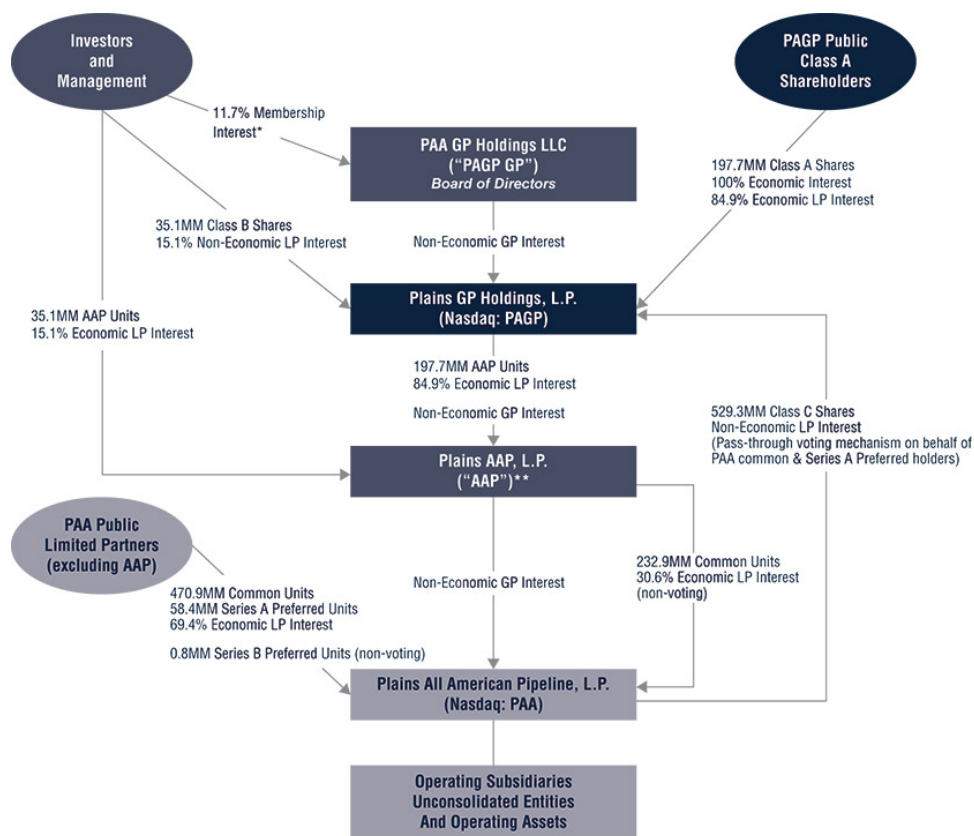 Investors
and
Management
PAGP Public
Class A
Shareholders
11.7% Membership
Interest*
PAA GP Holdings LLC
(“PAGP GP”)
Board of Directors
197.7MM Class A Shares
100% Economic Interest
84.9% Economic LP Interest
35.1MM Class B Shares
15.1% Non-Economic LP Interest
Non-Economic GP Interest
Plains GP Holdings, L.P.
(Nasdaq: PAGP)
35.1MM AAP Units
15.1% Economic LP Interest
197.7MM AAP Units
84.9% Economic LP Interest
Non-Economic GP Interest
529.3MM Class C Shares
Non-Economic LP Interest
(Pass-through voting mechanism on behalf of
PAA common & Series A Preferred holders)
Plains AAP, L.P.
(“AAP”)**
PAA Public
Limited Partners
(excluding AAP)
232.9MM Common Units
30.6% Economic LP Interest
(non-voting)
Non-Economic GP Interest
470.9MM Common Units
58.4MM Series A Preferred Units
69.4% Economic LP Interest
0.8MM Series B Preferred Units (non-voting)
Plains All American Pipeline, L.P.
(Nasdaq: PAA)
Operating Subsidiaries
Unconsolidated Entities
And Operating Assets